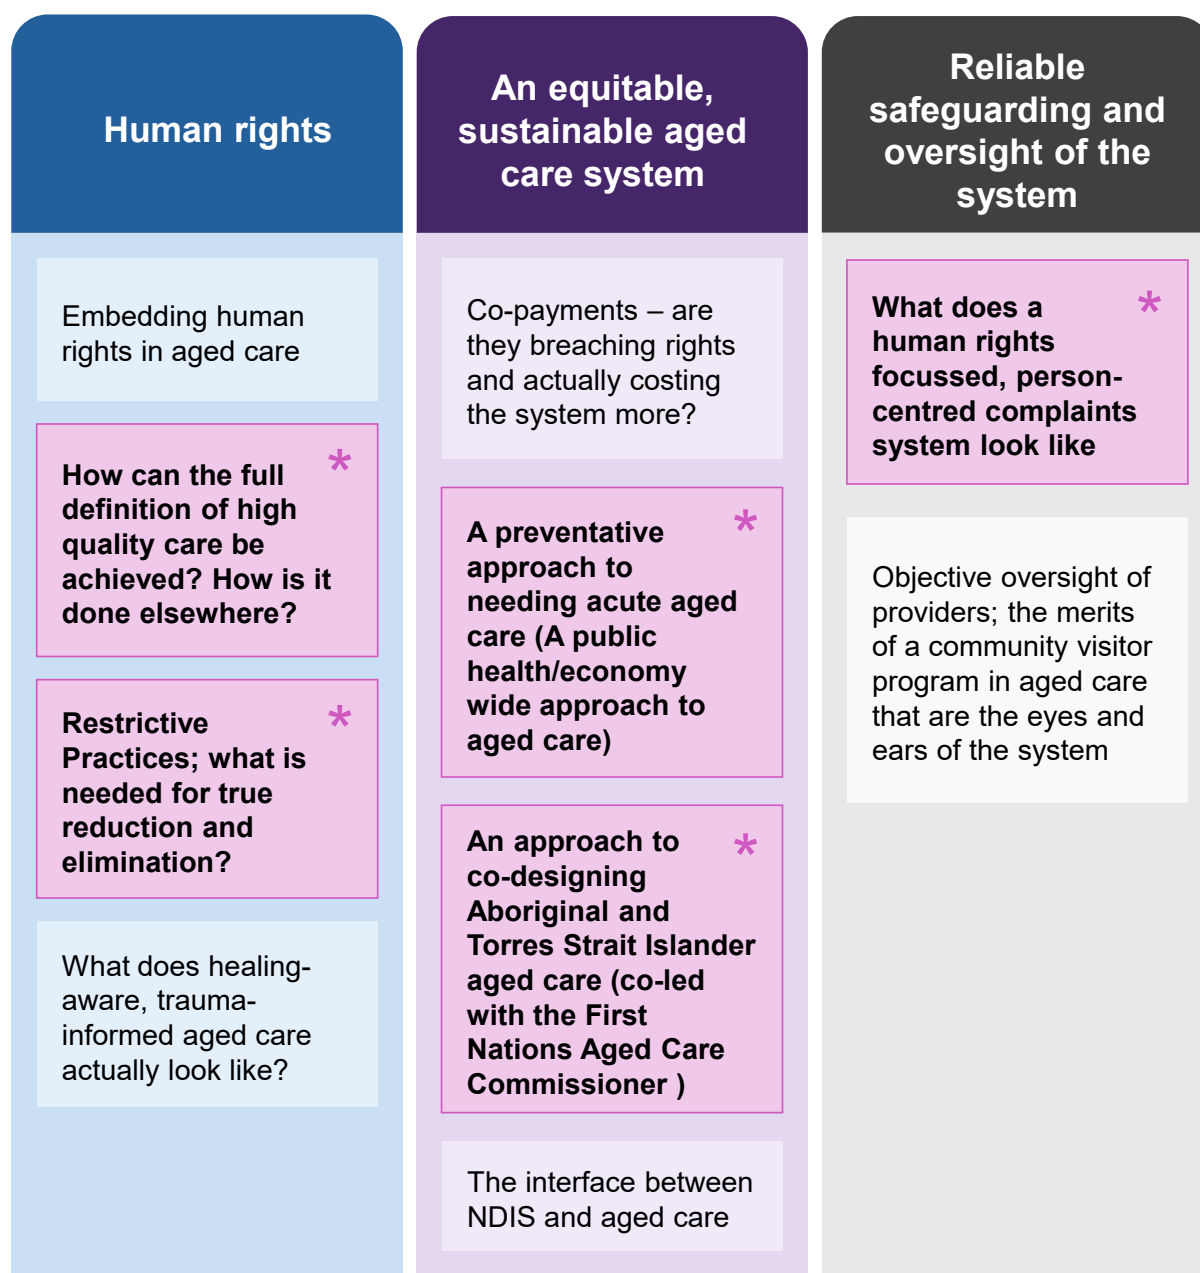 Human rights
Embedding human
rights in aged care
How can the full
definition of high
quality care be
achieved? How is it
done elsewhere?
*
Restrictive
Practices; what is
needed for true
reduction and
elimination?
*
What does healing-
aware, trauma-
informed aged care
actually look like?
An equitable,
sustainable aged
care system
Co-payments – are
they breaching rights
and actually costing
the system more?
A preventative
approach to
needing acute aged
care (A public
health/economy
wide approach to
aged care)
*
An approach to
co-designing
Aboriginal and
Torres Strait Islander
aged care (co-led
with the First
Nations Aged Care
Commissioner )
*
The interface between
NDIS and aged care
Reliable
safeguarding and
oversight of the
system
What does a
human rights
focussed, person-
centred complaints
system look like
*
Objective oversight of
providers; the merits
of a community visitor
program in aged care
that are the eyes and
ears of the system